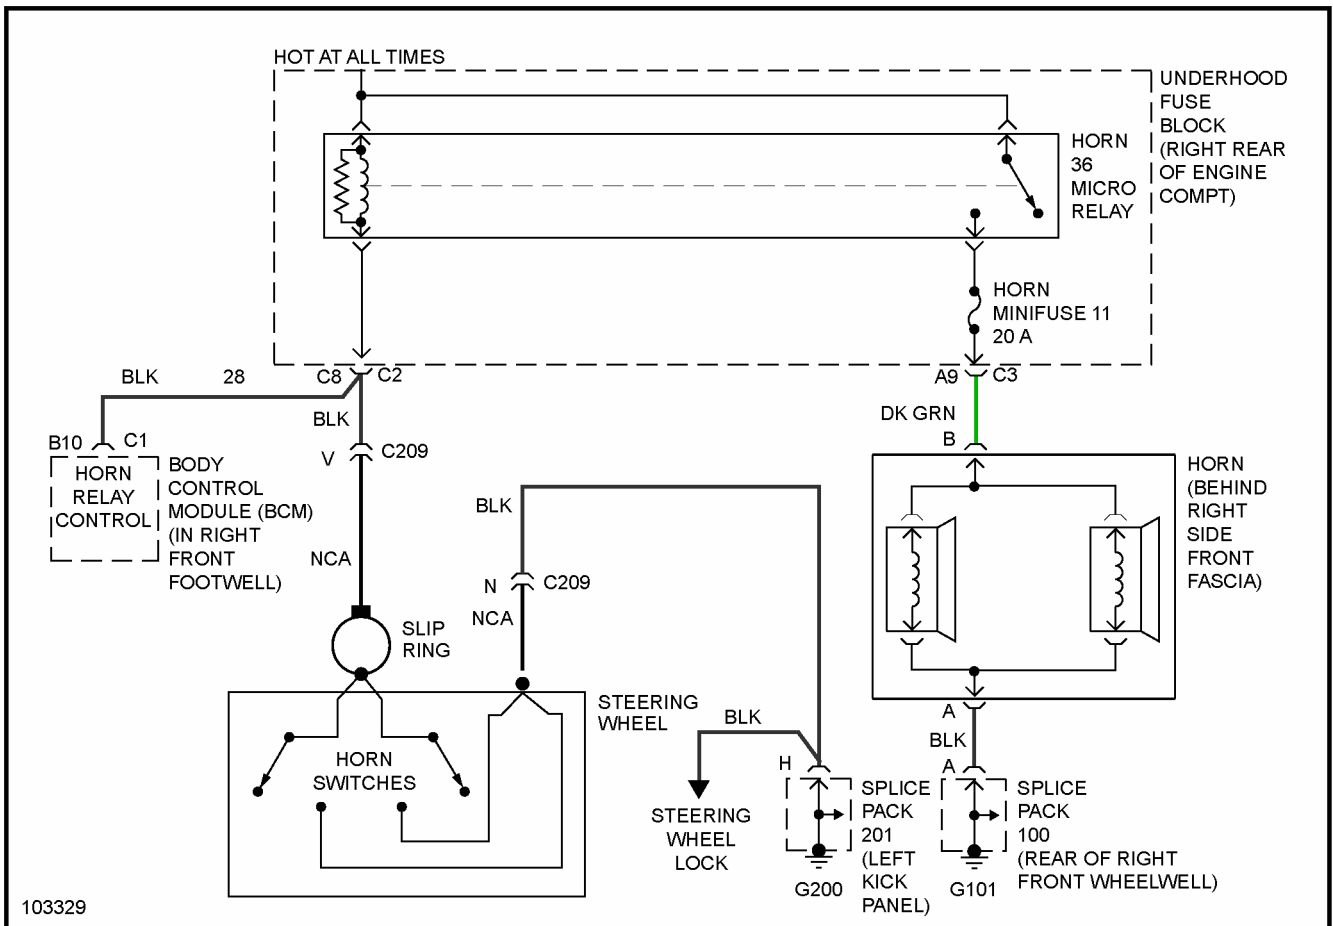 HOT AT ALL TIMES
UNDERHOOD
FUSE
BLOCK
(RIGHT REAR
OF ENGINE
COMPT)
HORN
36
MICRO
RELAY
HORN
MINIFUSE 11
20 A
BLK 28 C8 C2
A9 C3
BLK
DK GRN
B
B10 C1
V C209
HORN
RELAY
CONTROL
BODY
CONTROL
MODULE (BCM)
(IN RIGHT
FRONT
FOOTWELL)
NCA
BLK
N C209
NCA
HORN
(BEHIND
RIGHT
SIDE
FRONT
FASCIA)
SLIP
RING
STEERING
WHEEL
HORN
SWITCHES
BLK
STEERING
WHEEL
LOCK
H
SPLICE
PACK
201
(LEFT
KICK
PANEL)
G200
A
BLK
A
SPLICE
PACK
100
(REAR OF RIGHT
FRONT WHEELWELL)
G101
103329